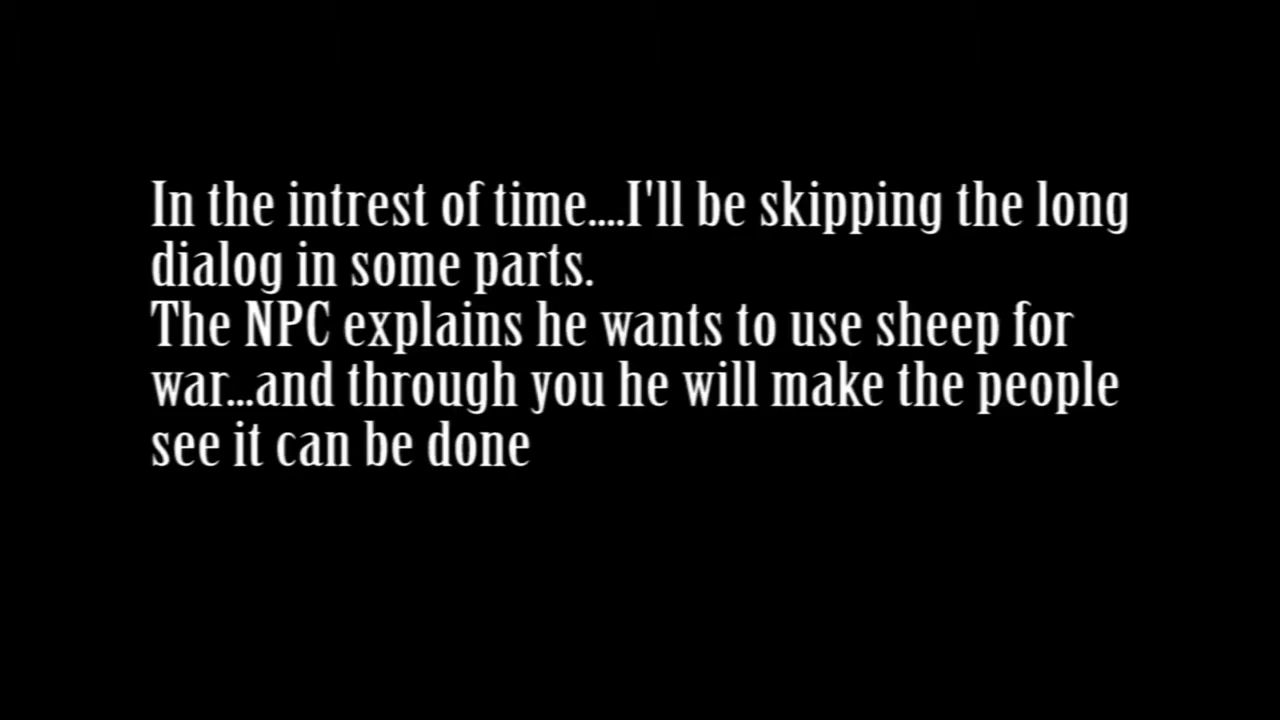 In the intrest of time....I'll be skipping the long
dialog in some parts.
The NPC explains he wants to use sheep for
war...and through you he will make the people
see it can be done